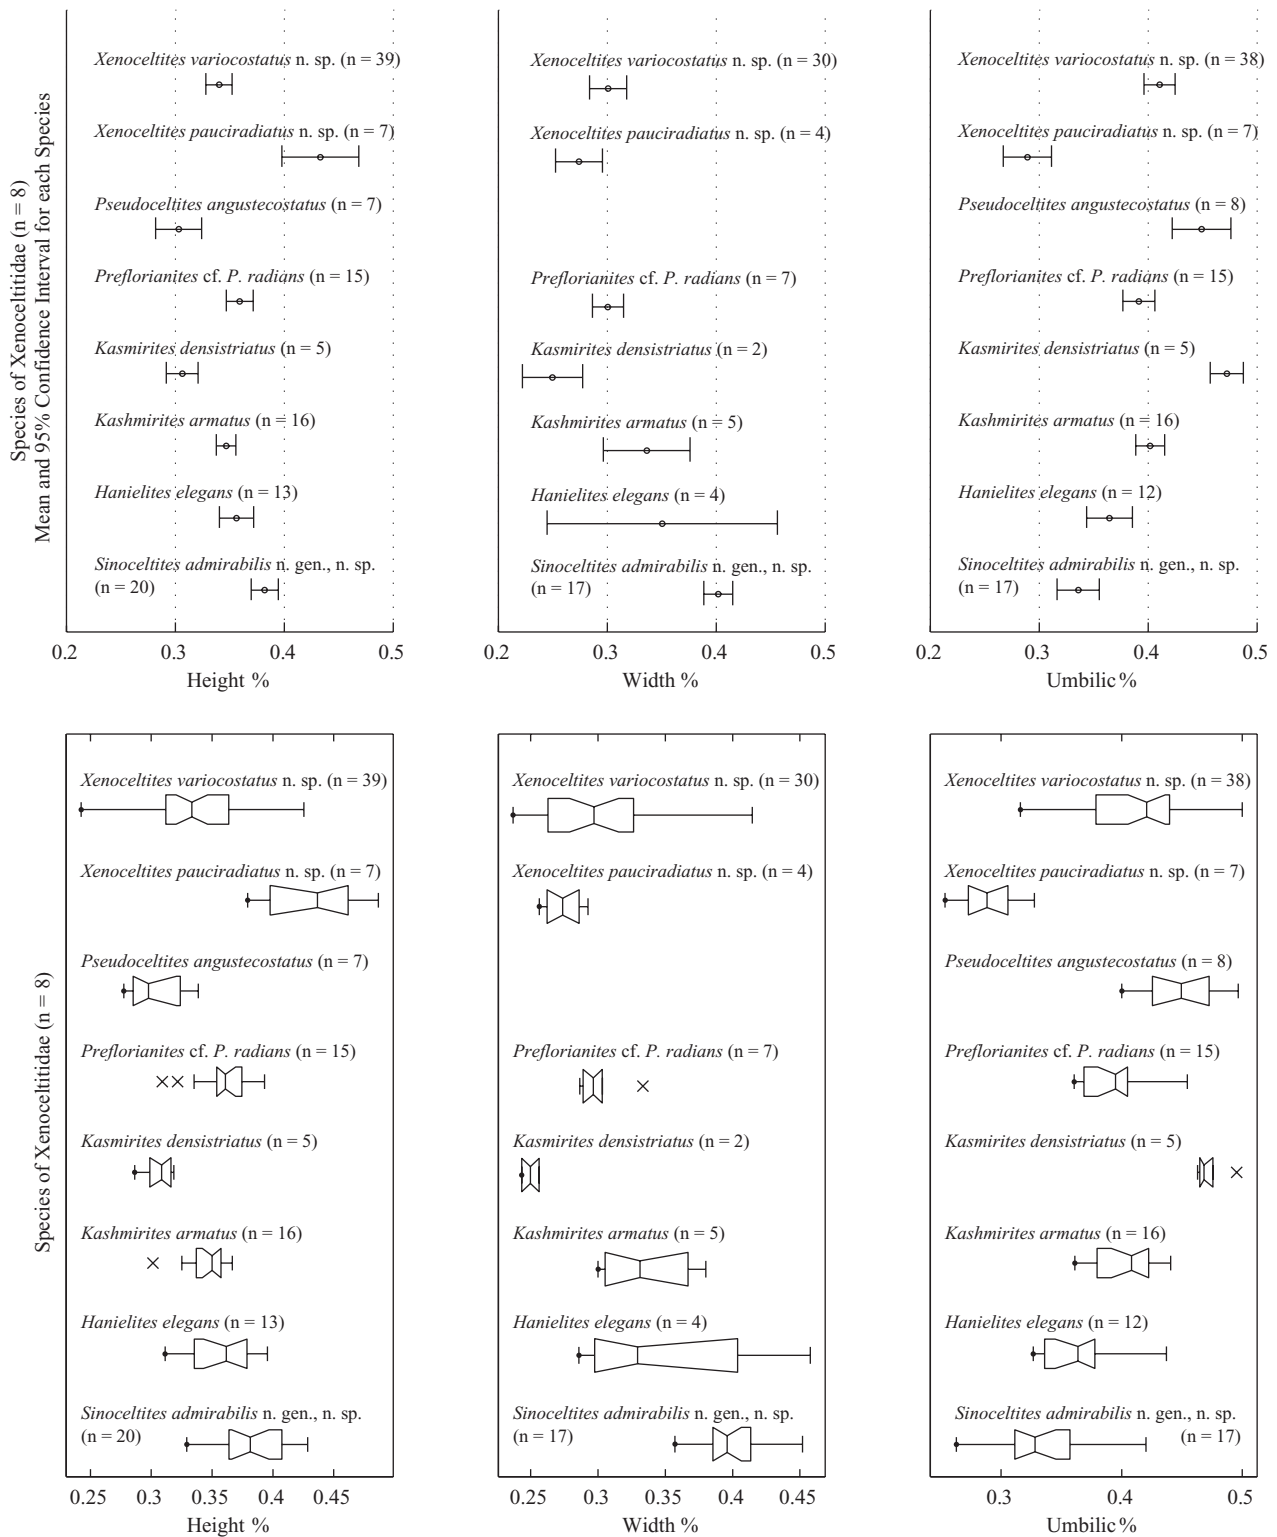 Species of Xenoceltitidae (n = 8)
Mean and 95% Confidence Interval for each Species
Xenoceltites variocostatus n. sp. (n = 39)
Xenoceltites pauciradiatus n. sp. (n = 7)
Pseudoceltites angustecostatus (n = 7)
Preflorianites cf. P. radians (n = 15)
Kasmirites densistriatus (n = 5)
Kashmirites armatus (n = 16)
Hanielites elegans (n = 13)
Sinoceltites admirabilis n. gen., n. sp.
(n = 20)
0.2 0.3 0.4 0.5
Height %
Xenoceltites variocostatus n. sp. (n = 30)
Xenoceltites pauciradiatus n. sp. (n = 4)
Preflorianites cf. P. radians (n = 7)
Kasmirites densistriatus (n = 2)
Kashmirites armatus (n = 5)
Hanielites elegans (n = 4)
Sinoceltites admirabilis n. gen., n. sp.
(n = 17)
0.2 0.3 0.4 0.5
Width %
Xenoceltites variocostatus n. sp. (n = 38)
Xenoceltites pauciradiatus n. sp. (n = 7)
Pseudoceltites angustecostatus (n = 8)
Preflorianites cf. P. radians (n = 15)
Kasmirites densistriatus (n = 5)
Kashmirites armatus (n = 16)
Hanielites elegans (n = 12)
Sinoceltites admirabilis n. gen., n. sp.
(n = 17)
0.2 0.3 0.4 0.5
Umbilic %
Species of Xenoceltitidae (n = 8)
Xenoceltites variocostatus n. sp. (n = 39)
Xenoceltites pauciradiatus n. sp. (n = 7)
Pseudoceltites angustecostatus (n = 7)
Preflorianites cf. P. radians (n = 15)
Kasmirites densistriatus (n = 5)
Kashmirites armatus (n = 16)
Hanielites elegans (n = 13)
Sinoceltites admirabilis n. gen., n. sp.
(n = 20)
0.25 0.3 0.35 0.4 0.45
Height %
Xenoceltites variocostatus n. sp. (n = 30)
Xenoceltites pauciradiatus n. sp. (n = 4)
Preflorianites cf. P. radians (n = 7)
Kasmirites densistriatus (n = 2)
Kashmirites armatus (n = 5)
Hanielites elegans (n = 4)
Sinoceltites admirabilis n. gen., n. sp.
(n = 17)
0.25 0.3 0.35 0.4 0.45
Width %
Xenoceltites variocostatus n. sp. (n = 38)
Xenoceltites pauciradiatus n. sp. (n = 7)
Pseudoceltites angustecostatus (n = 8)
Preflorianites cf. P. radians (n = 15)
Kasmirites densistriatus (n = 5)
Kashmirites armatus (n = 16)
Hanielites elegans (n = 12)
Sinoceltites admirabilis n. gen., n. sp.
(n = 17)
0.3 0.4 0.5
Umbilic %